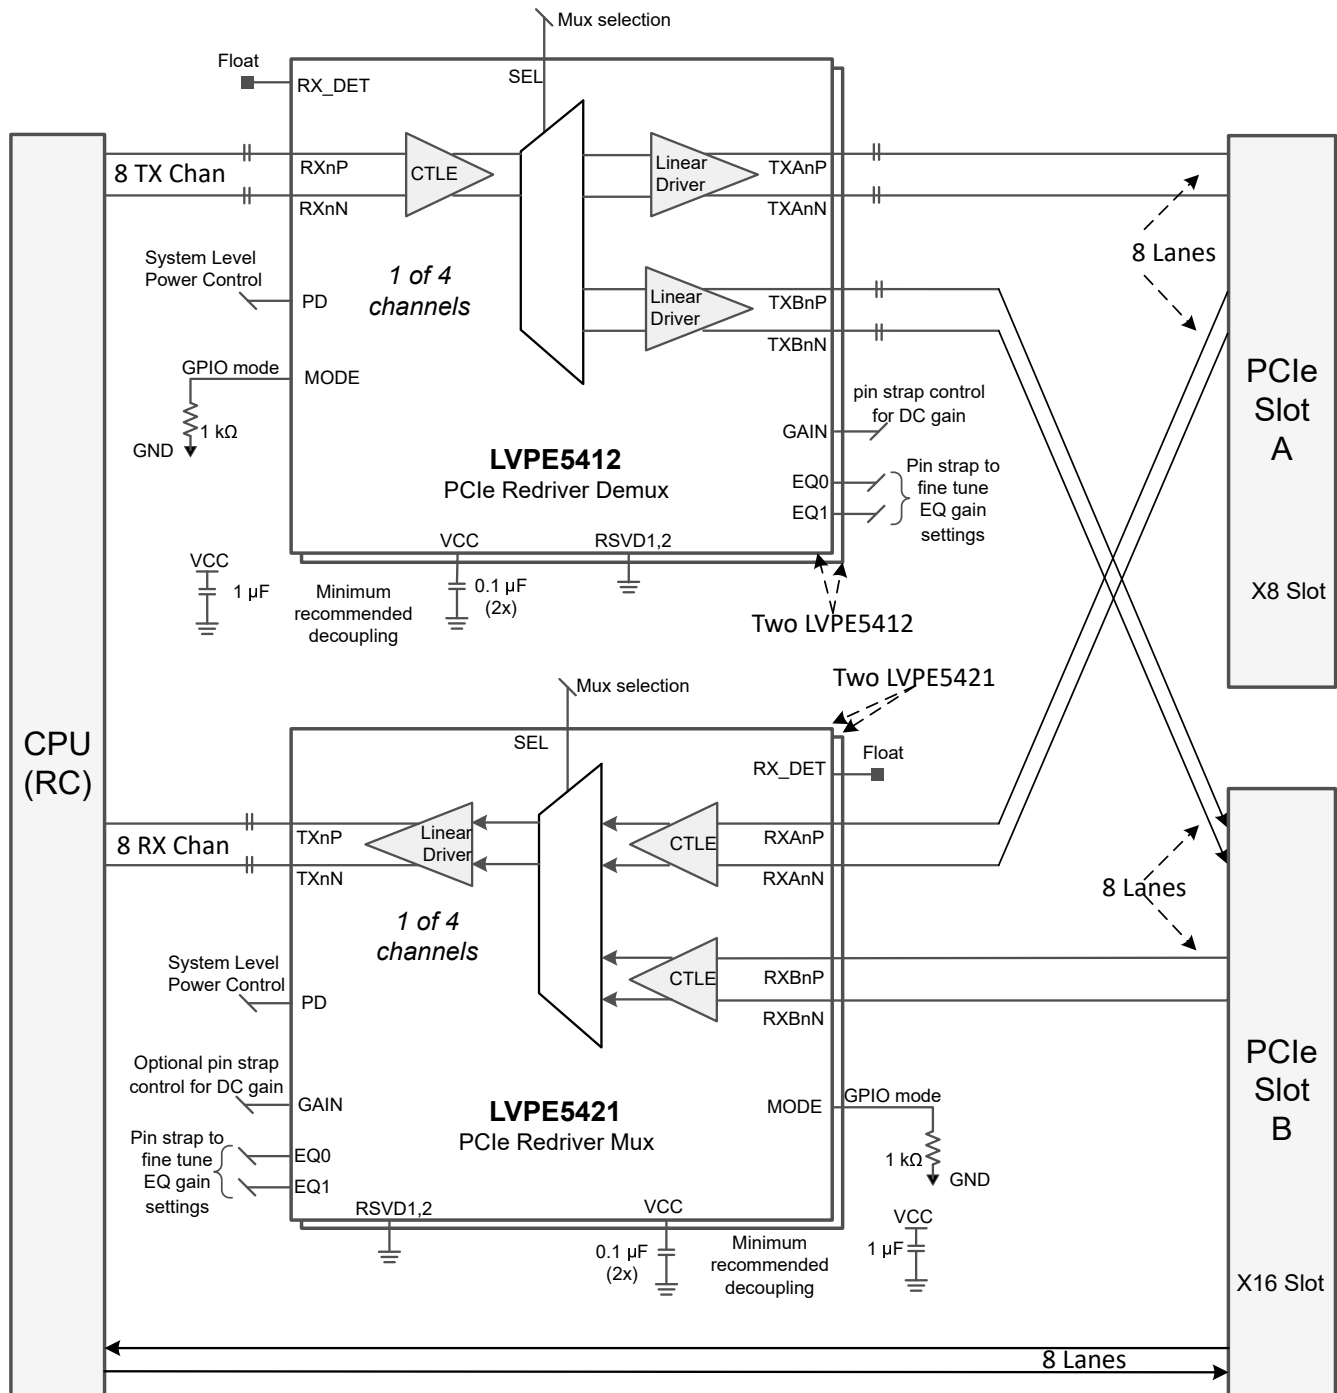 Mux selection
Float
SEL
RX_DET
8 TX Chan
RXnP
RXnN
CTLE
Linear
Driver
TXAnP
TXAnN
System Level
Power Control
PD
1 of 4
channels
Linear
Driver
TXBnP
TXBnN
8 Lanes
GPIO mode
MODE
1 kΩ
GND
pin strap control
for DC gain
GAIN
LVPE5412
PCIe Redriver Demux
EQ0
EQ1
Pin strap to
fine tune
EQ gain
settings
PCIe
Slot
A
X8 Slot
VCC
RSVD1,2
VCC
1 µF
Minimum
recommended
decoupling
0.1 µF
(2x)
Two LVPE5412
CPU
(RC)
Mux selection
Two LVPE5421
SEL
RX_DET
Float
8 RX Chan
TXnP
TXnN
Linear
Driver
CTLE
RXAnP
RXAnN
8 Lanes
1 of 4
channels
CTLE
RXBnP
RXBnN
System Level
Power Control
PD
Optional pin strap
control for DC gain
GAIN
LVPE5421
PCIe Redriver Mux
MODE
GPIO mode
1 kΩ
GND
Pin strap to
fine tune
EQ gain
settings
EQ0
EQ1
PCIe
Slot
B
X16 Slot
RSVD1,2
VCC
0.1 µF
(2x)
Minimum
recommended
decoupling
VCC
1 µF
8 Lanes